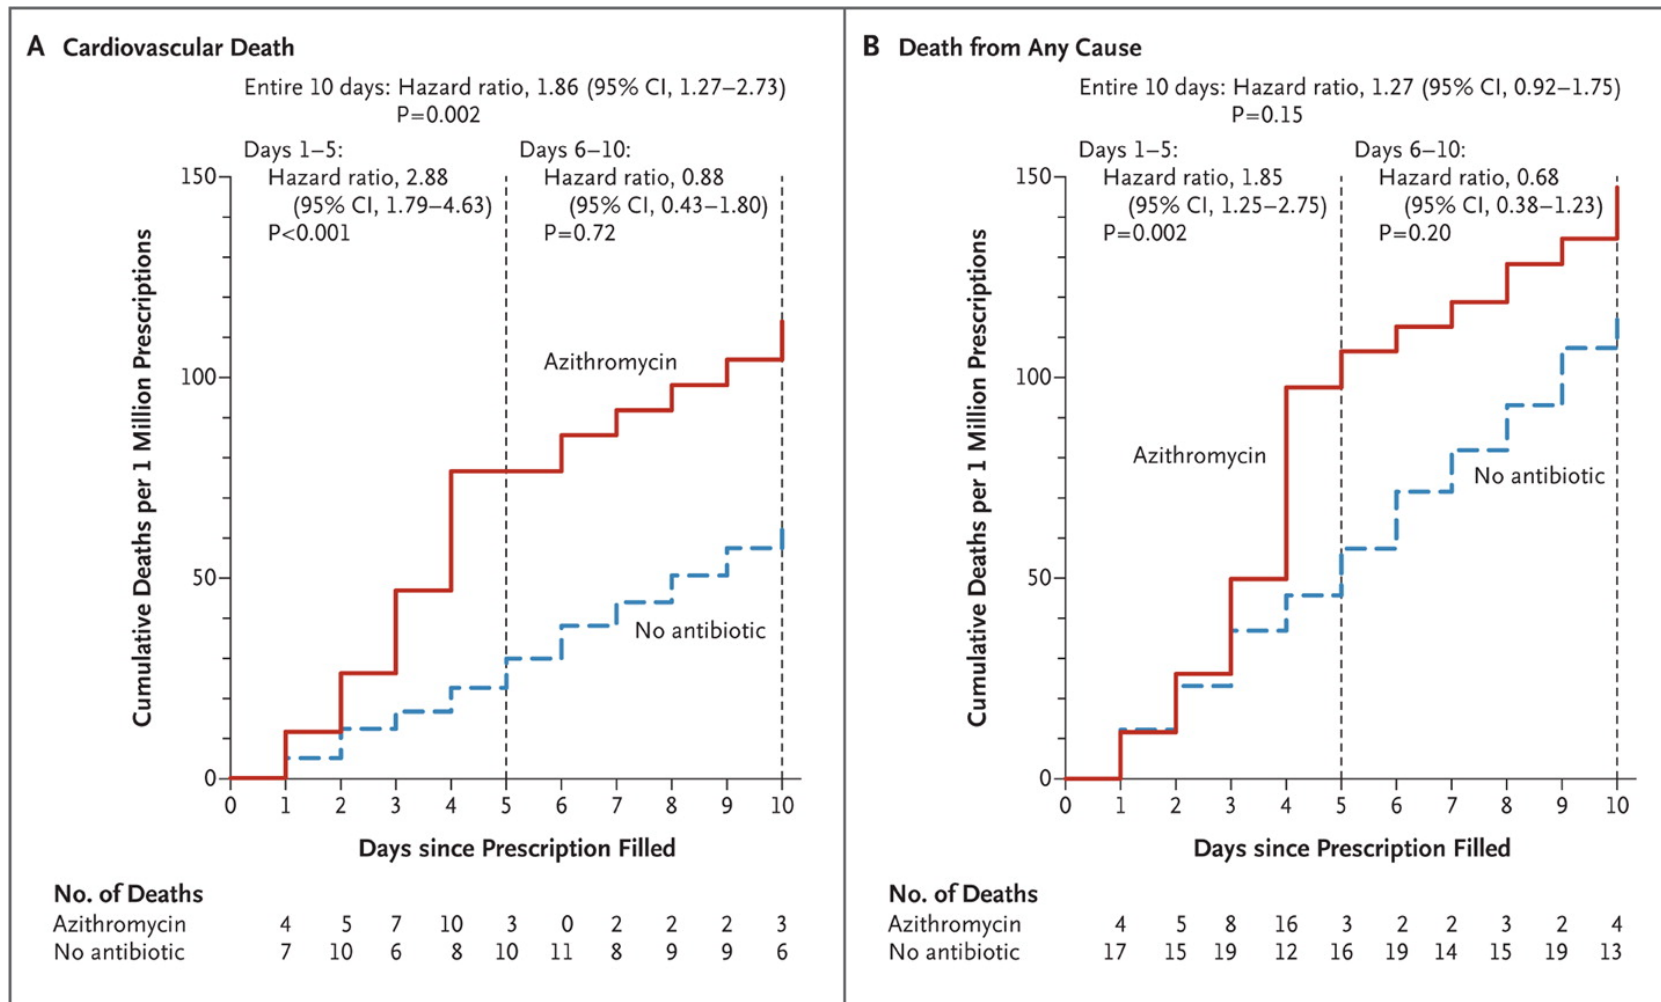 A Cardiovascular Death
Entire 10 days: Hazard ratio, 1.86 (95% CI, 1.27–2.73)
P=0.002
Days 1–5:
Hazard ratio, 2.88
(95% CI, 1.79–4.63)
P<0.001
Days 6–10:
Hazard ratio, 0.88
(95% CI, 0.43–1.80)
P=0.72
Cumulative Deaths per 1 Million Prescriptions
150
100
50
0
Azithromycin
No antibiotic
0 1 2 3 4 5 6 7 8 9 10
Days since Prescription Filled
No. of Deaths
Azithromycin 4 5 7 10 3 0 2 2 2 3
No antibiotic 7 10 6 8 10 11 8 9 9 6
B Death from Any Cause
Entire 10 days: Hazard ratio, 1.27 (95% CI, 0.92–1.75)
P=0.15
Days 1–5:
Hazard ratio, 1.85
(95% CI, 1.25–2.75)
P=0.002
Days 6–10:
Hazard ratio, 0.68
(95% CI, 0.38–1.23)
P=0.20
Cumulative Deaths per 1 Million Prescriptions
150
100
50
0
Azithromycin
No antibiotic
0 1 2 3 4 5 6 7 8 9 10
Days since Prescription Filled
No. of Deaths
Azithromycin 4 5 8 16 3 2 2 3 2 4
No antibiotic 17 15 19 12 16 19 14 15 19 13